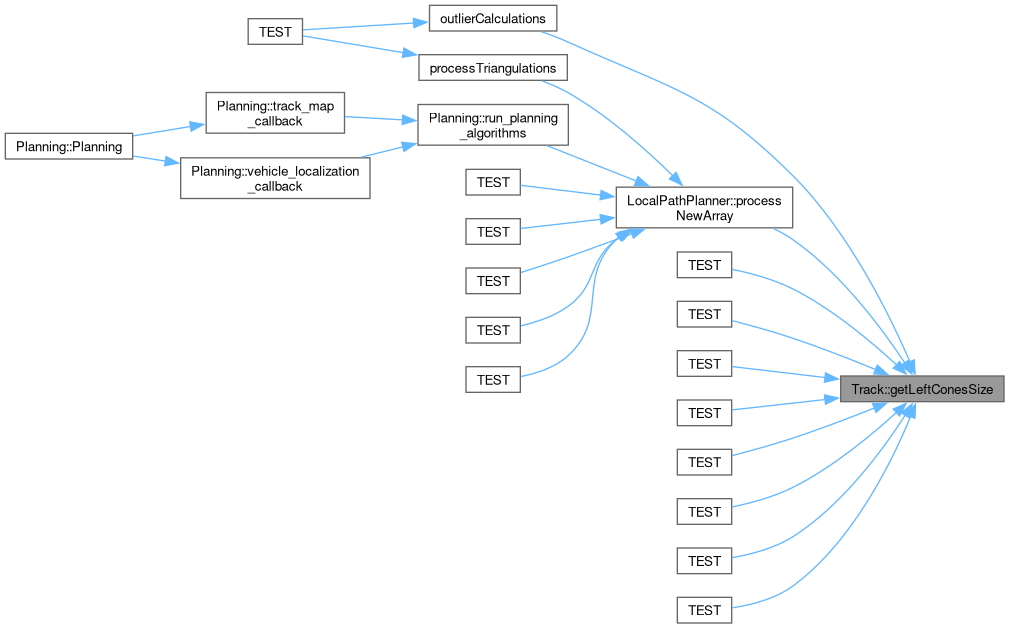 outlierCalculations
TEST
processTriangulations
Planning::track_map
_callback
Planning::run_planning
_algorithms
Planning::Planning
Planning::vehicle_localization
_callback
TEST
LocalPathPlanner::process
NewArray
TEST
TEST
TEST
TEST
TEST
TEST
TEST
TEST
Track::getLeftConesSize
TEST
TEST
TEST
TEST
TEST